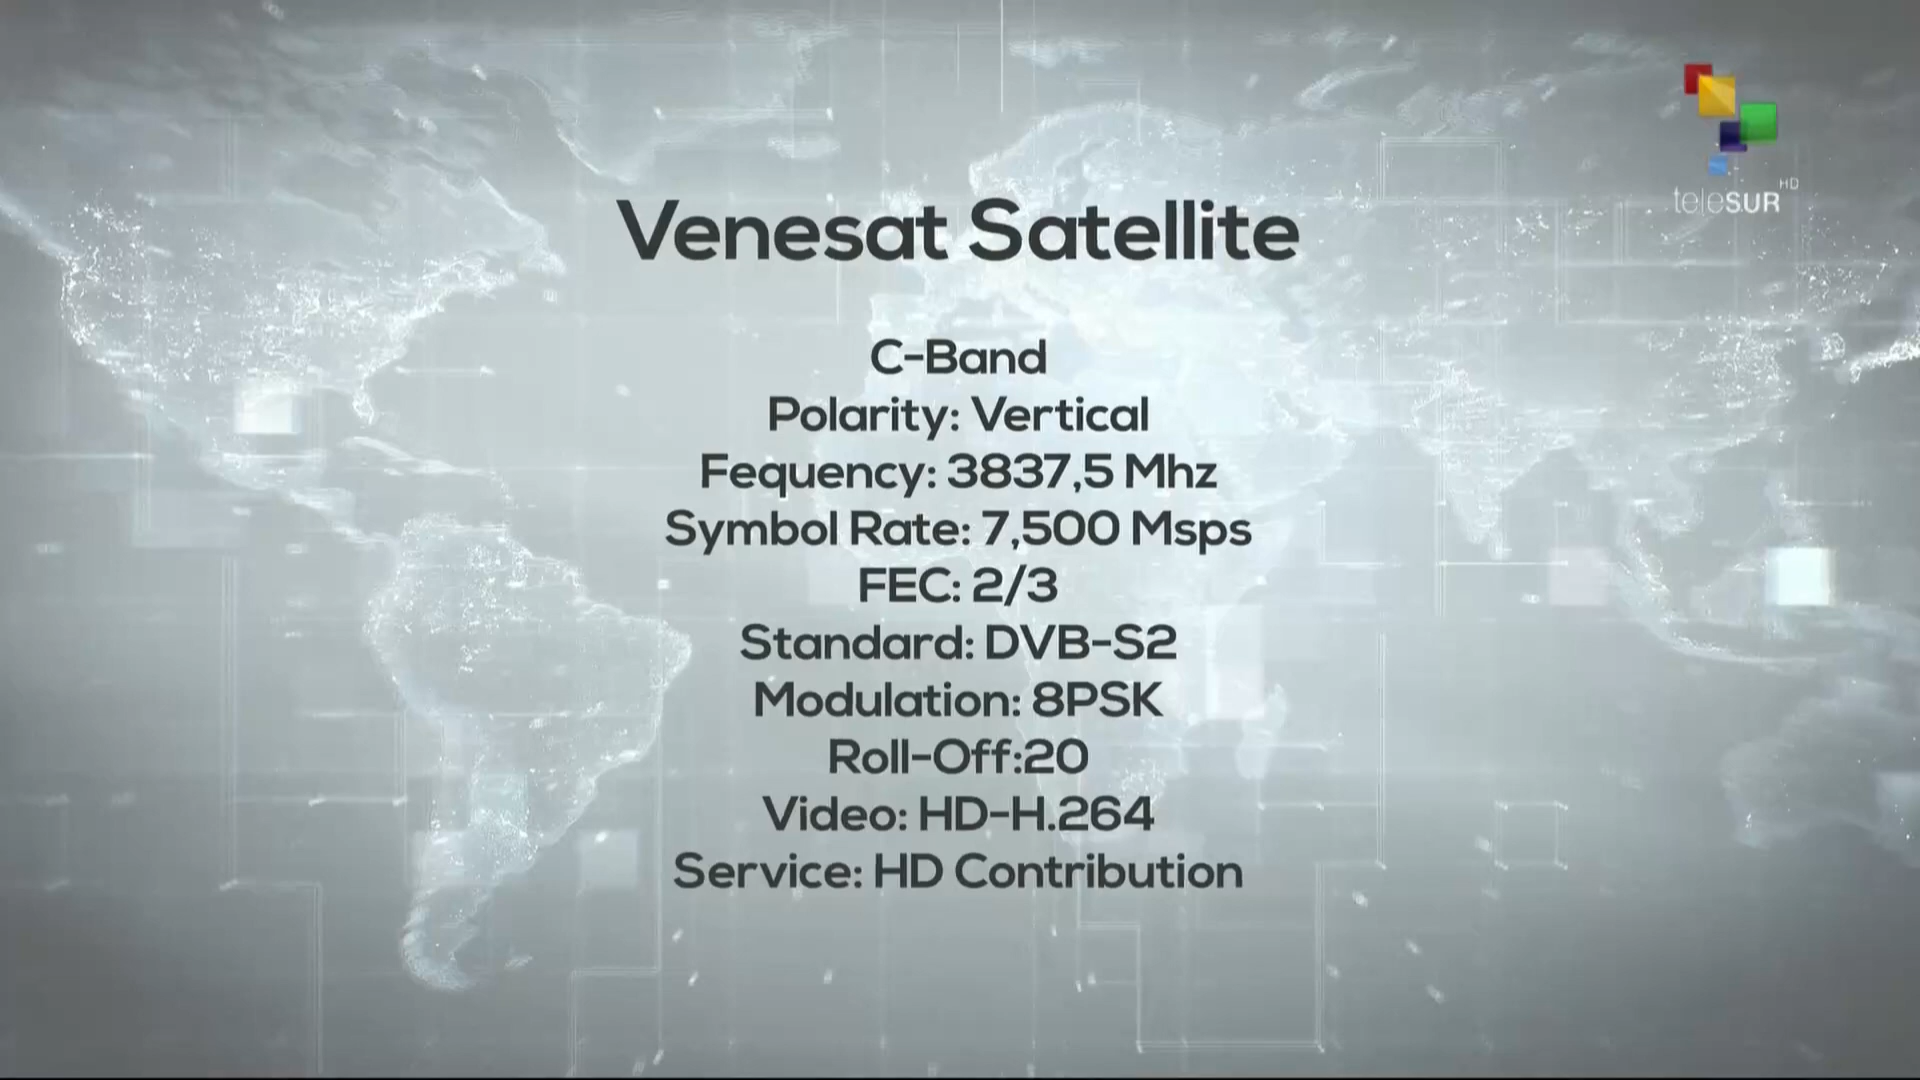 teleSUR HD
Venesat Satellite
C-Band
Polarity: Vertical
Fequency: 3837,5 Mhz
Symbol Rate: 7,500 Msps
FEC: 2/3
Standard: DVB-S2
Modulation: 8PSK
Roll-Off:20
Video: HD-H.264
Service: HD Contribution